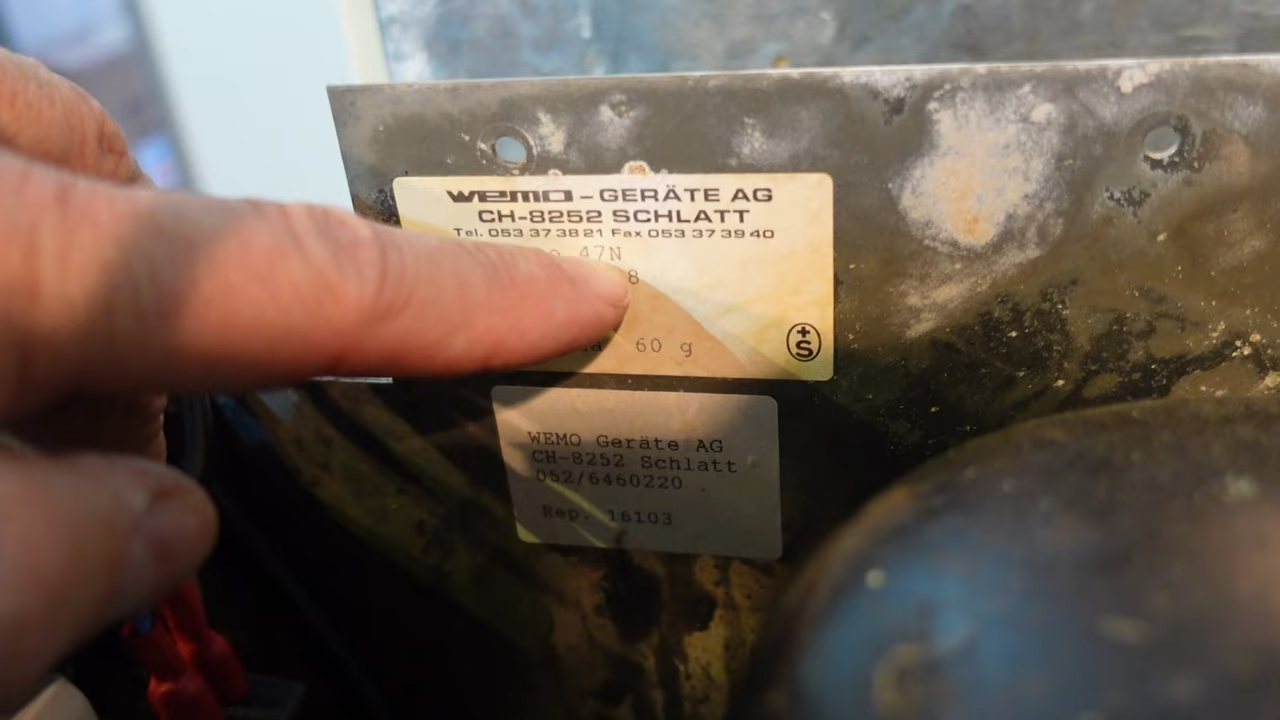 WEMO – GERÄTE AG
CH-8252 SCHLATT
Tel. 053 37 38 21 Fax 053 37 39 40
47N
8
60 g
+S
WEMO Geräte AG
CH-8252 Schlatt
052/6460220
Rep. 16103